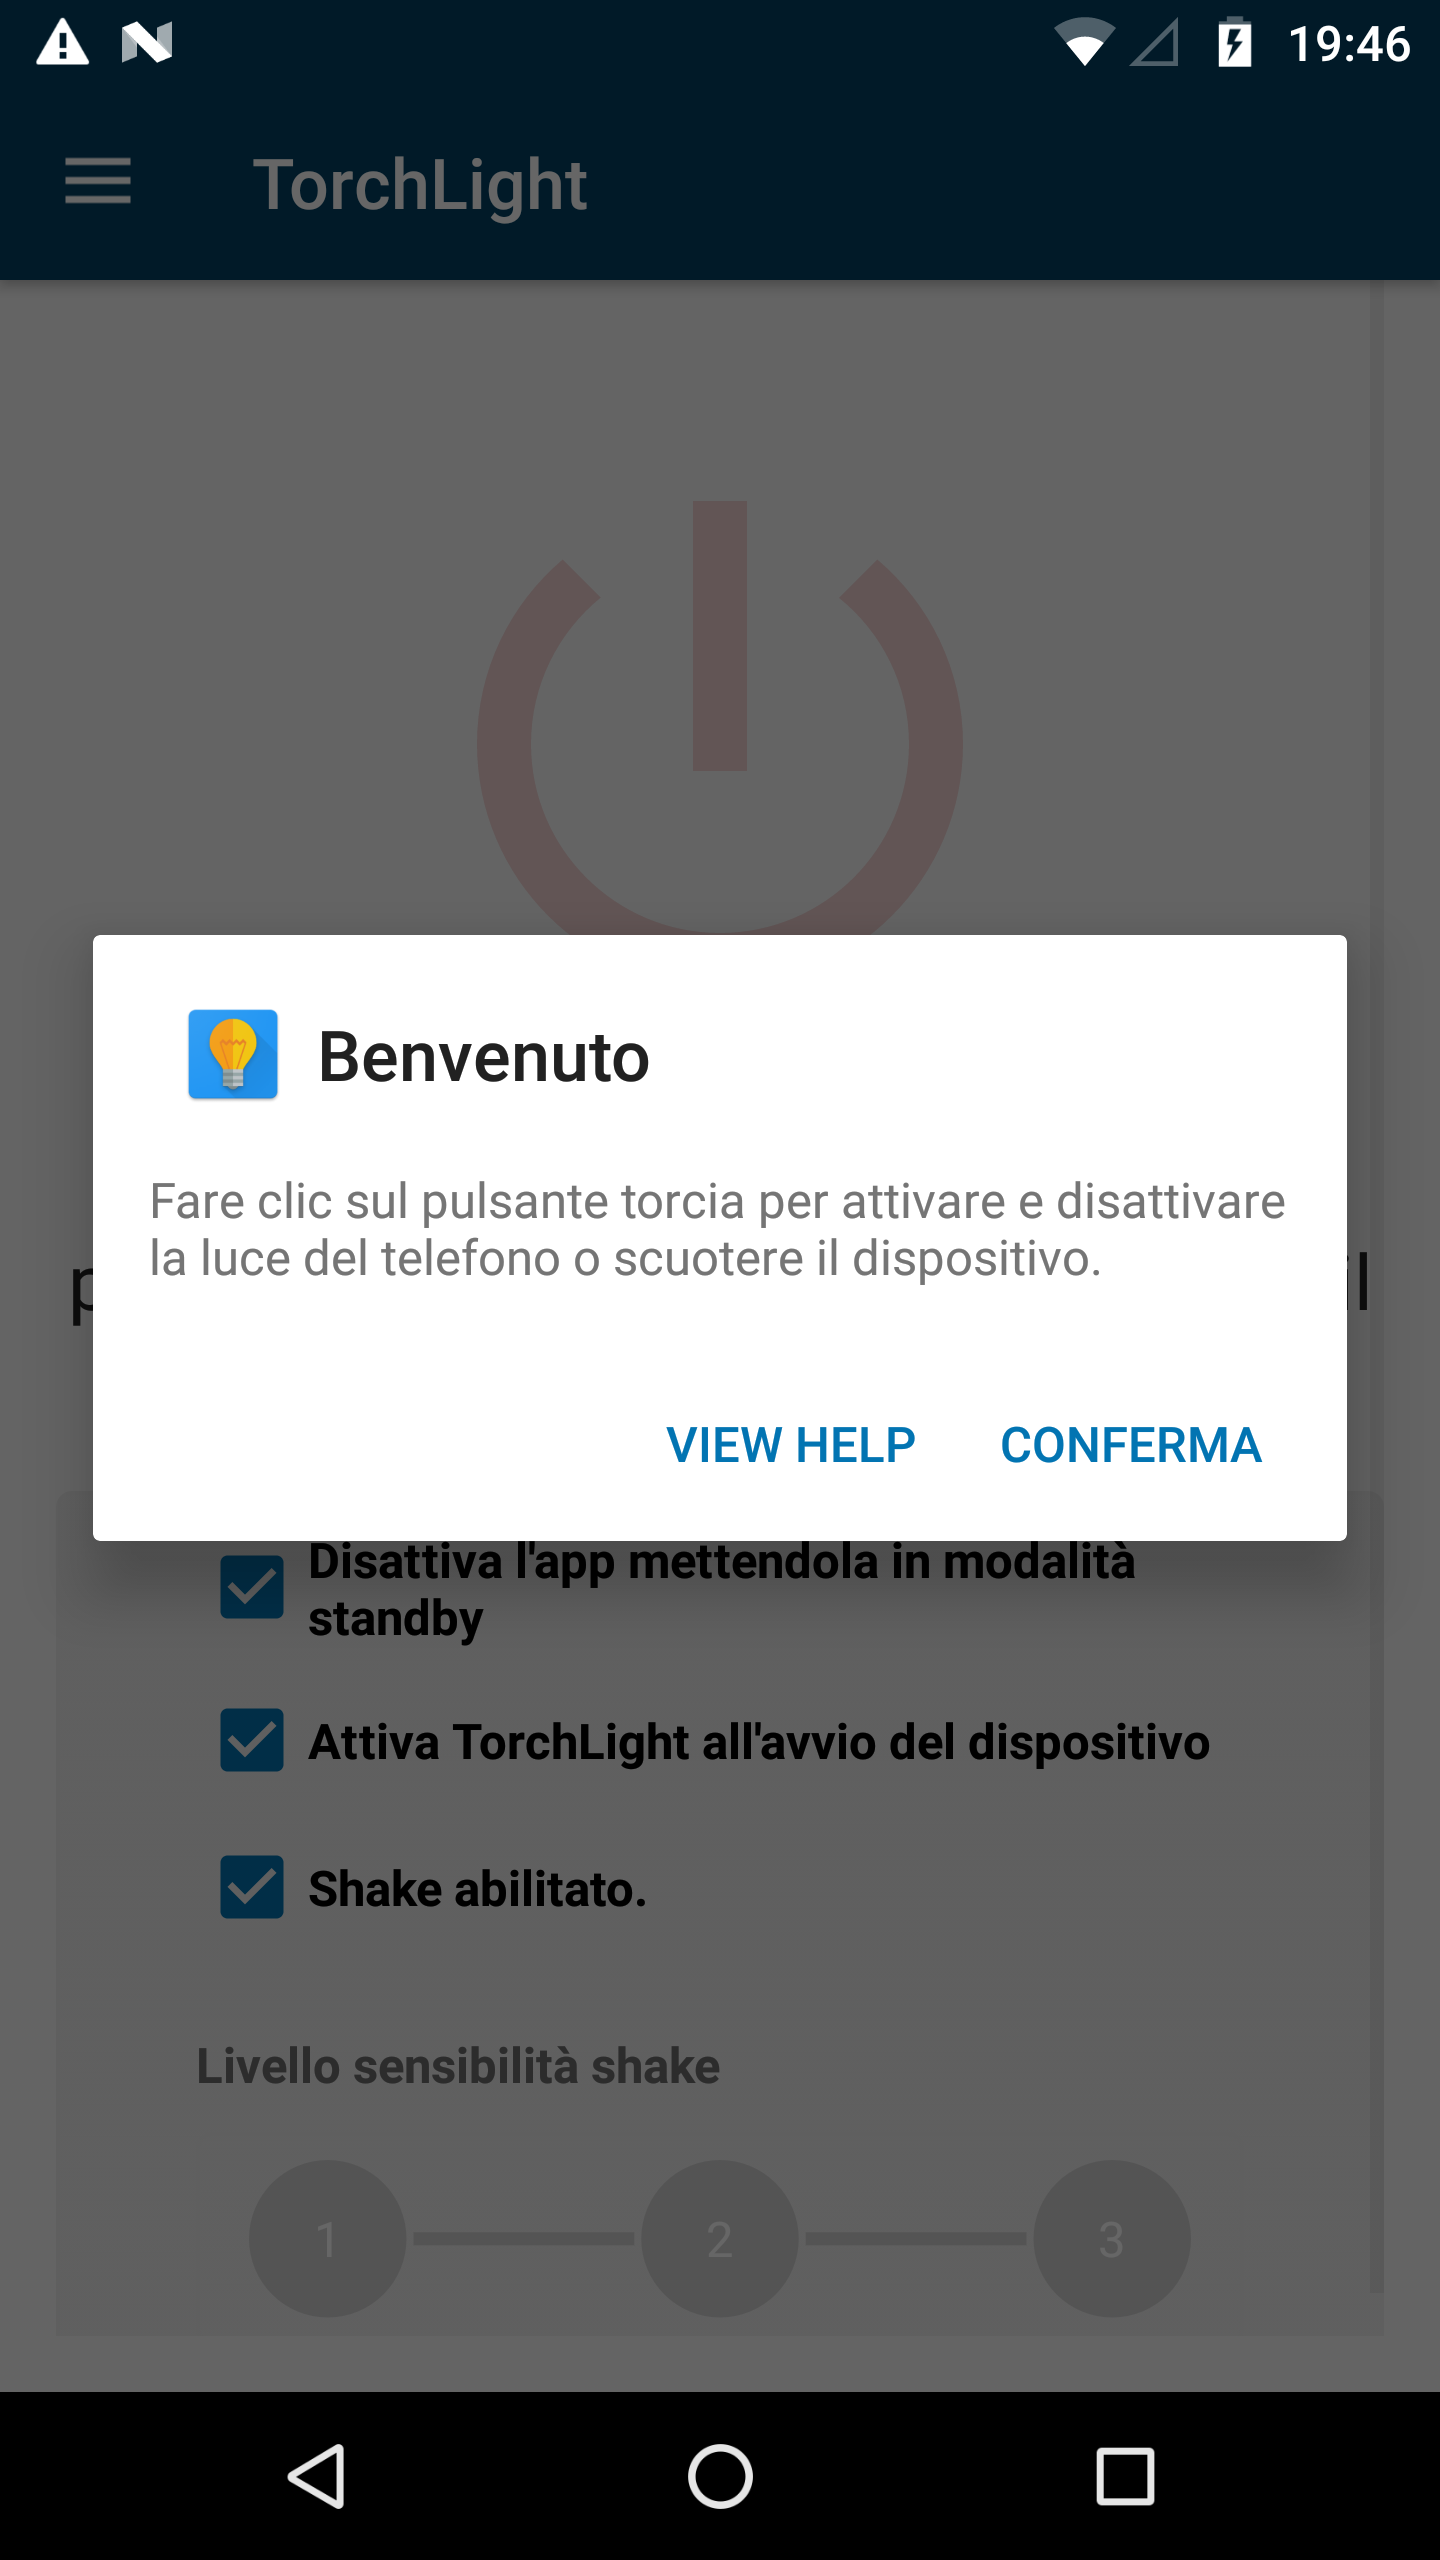 19:46
TorchLight
Benvenuto
Fare clic sul pulsante torcia per attivare e disattivare
la luce del telefono o scuotere il dispositivo.
il
VIEW HELP
CONFERMA
Disattiva l'app mettendola in modalità
standby
Attiva TorchLight all'avvio del dispositivo
Shake abilitato.
Livello sensibilità shake
1
2
3